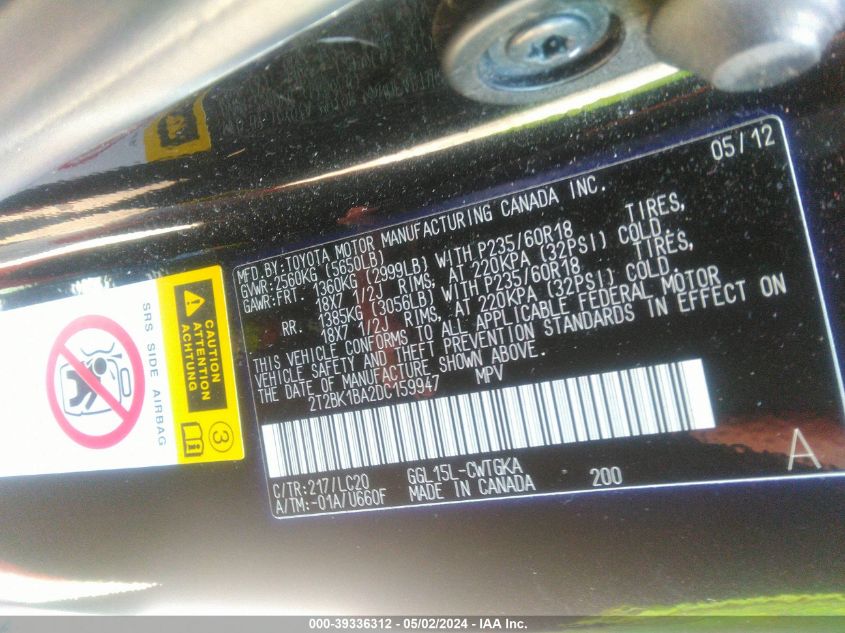 05/12
MFD.BY:TOYOTA MOTOR MANUFACTURING CANADA INC.
GVWR:2560KG (5650LB)
GAWR:FRT. 1360KG (2999LB) WITH P235/60R18 TIRES,
18X7 1/2J RIMS, AT 220KPA (32PSI) COLD.
RR. 1385KG (3056LB) WITH P235/60R18 TIRES,
18X7 1/2J RIMS, AT 220KPA (32PSI) COLD.
THIS VEHICLE CONFORMS TO ALL APPLICABLE FEDERAL MOTOR
VEHICLE SAFETY AND THEFT PREVENTION STANDARDS IN EFFECT ON
THE DATE OF MANUFACTURE SHOWN ABOVE.
2T2BK1BA2DC159947 MPV
C/TR:217/LC20 GGL15L-CWTGKA
A/TM:-01A/U660F MADE IN CANADA 200
A
SRS SIDE AIRBAG
CAUTION
ATTENTION
ACHTUNG
3
000-39336312 - 05/02/2024 - IAA Inc.